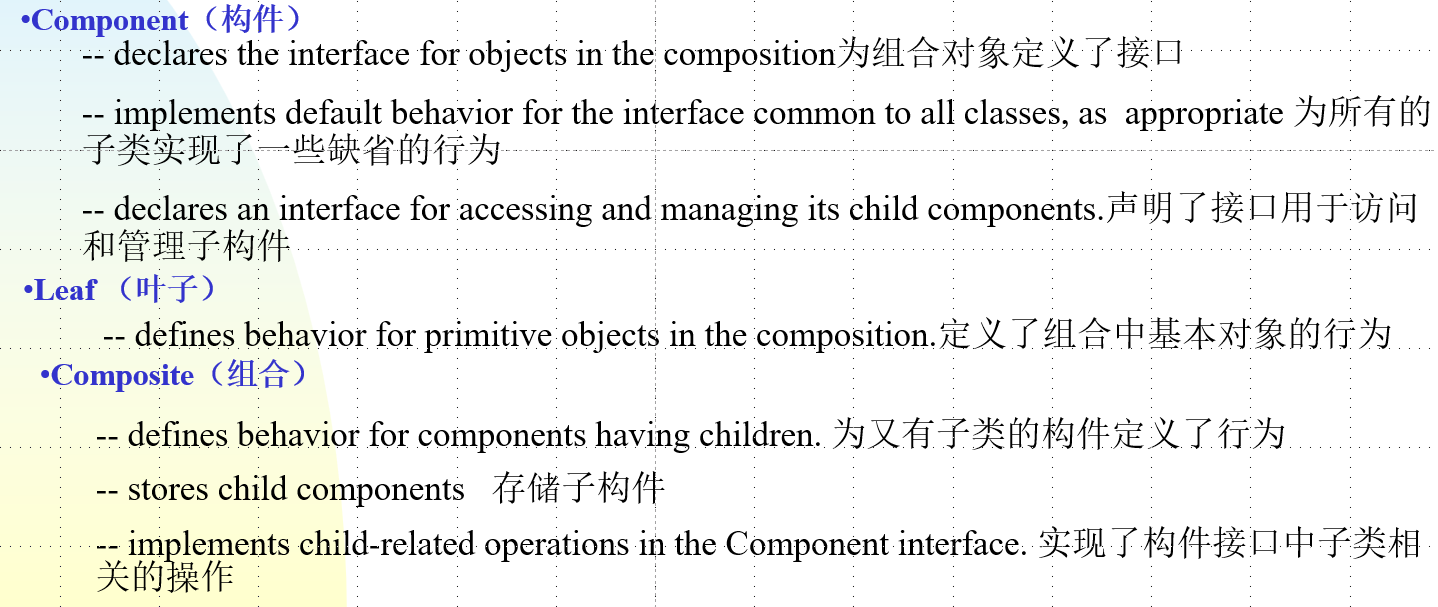 •Component（构件）
-- declares the interface for objects in the composition为组合对象定义了接口
-- implements default behavior for the interface common to all classes, as  appropriate 为所有的
子类实现了一些缺省的行为
-- declares an interface for accessing and managing its child components.声明了接口用于访问
和管理子构件
•Leaf （叶子）
-- defines behavior for primitive objects in the composition.定义了组合中基本对象的行为
•Composite（组合）
-- defines behavior for components having children. 为又有子类的构件定义了行为
-- stores child components   存储子构件
-- implements child-related operations in the Component interface. 实现了构件接口中子类相
关的操作